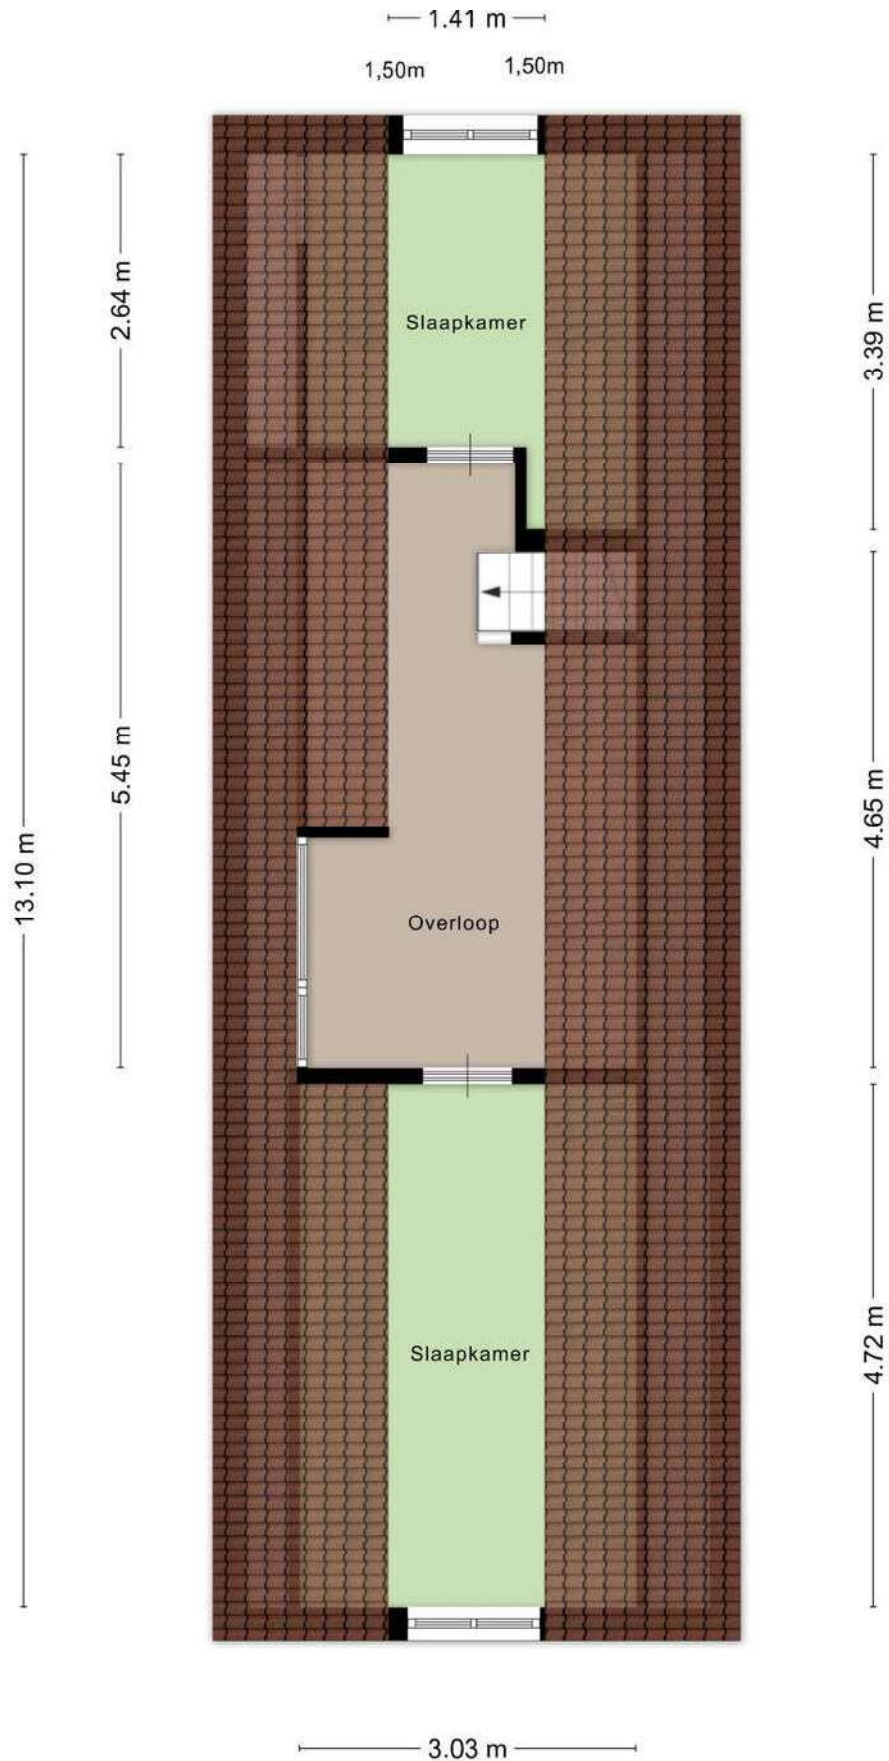 1.41 m
1,50m
1,50m
2.64 m
3.39 m
Slaapkamer
5.45 m
4.65 m
13.10 m
Overloop
4.72 m
Slaapkamer
3.03 m